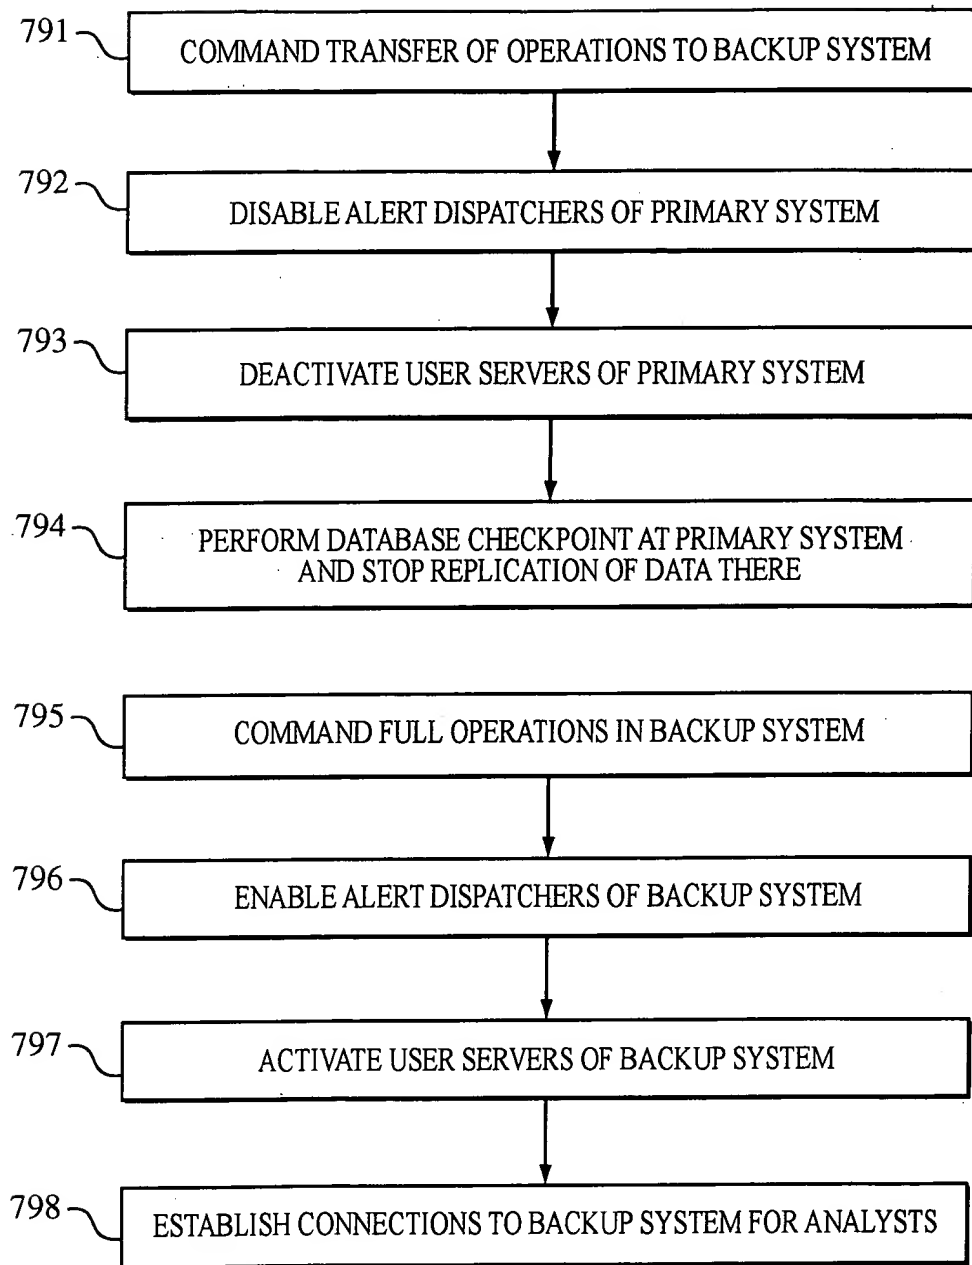 791
COMMAND TRANSFER OF OPERATIONS TO BACKUP SYSTEM
792
DISABLE ALERT DISPATCHERS OF PRIMARY SYSTEM
793
DEACTIVATE USER SERVERS OF PRIMARY SYSTEM
794
PERFORM DATABASE CHECKPOINT AT PRIMARY SYSTEM
AND STOP REPLICATION OF DATA THERE
795
COMMAND FULL OPERATIONS IN BACKUP SYSTEM
796
ENABLE ALERT DISPATCHERS OF BACKUP SYSTEM
797
ACTIVATE USER SERVERS OF BACKUP SYSTEM
798
ESTABLISH CONNECTIONS TO BACKUP SYSTEM FOR ANALYSTS